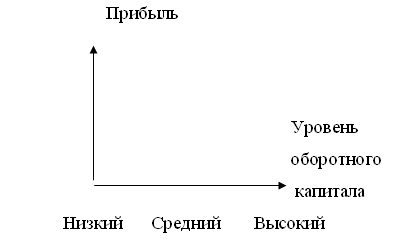 Прибыль
Уровень
оборотного
капитала
Низкий Средний Высокий